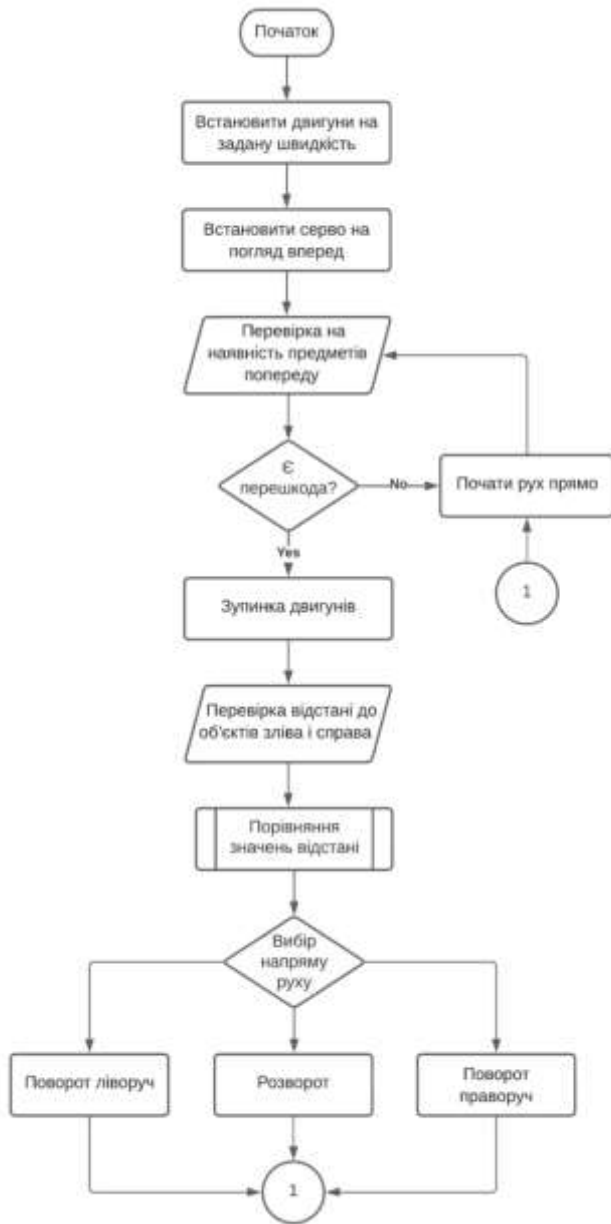 Початок
Встановити двигуни на
задану швидкість
Встановити серво на
погляд вперед
Перевірка на
наявність предметів
попереду
Є
перешкода?
No
Почати рух прямо
Yes
1
Зупинка двигунів
Перевірка відстані до
об'єктів зліва і справа
Порівняння
значень відстані
Вибір
напряму
руху
Поворот ліворуч
Розворот
Поворот
праворуч
1